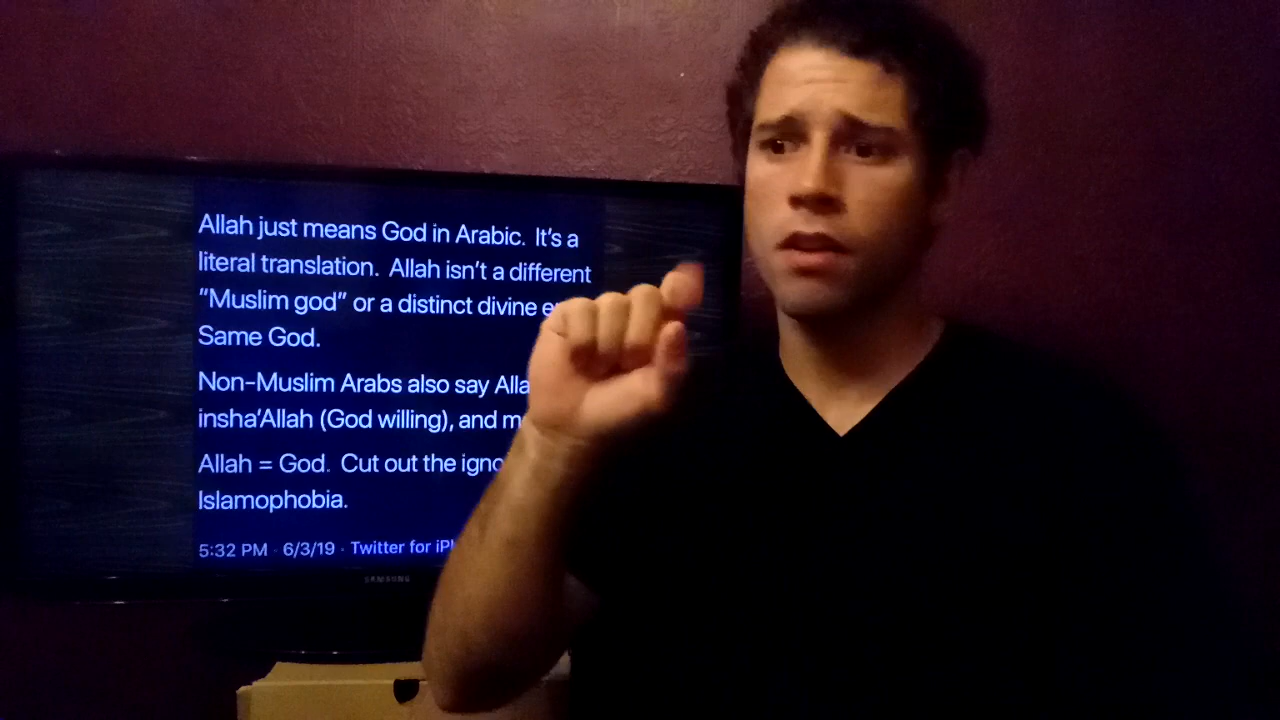 Allah just means God in Arabic. It's a
literal translation. Allah isn't a different
"Muslim god" or a distinct divine
Same God.
Non-Muslim Arabs also say
insha'Allah (God willing), and
Allah = God. Cut out the
Islamophobia.
5:32 PM · 6/3/19 · Twitter for
SAMSUNG